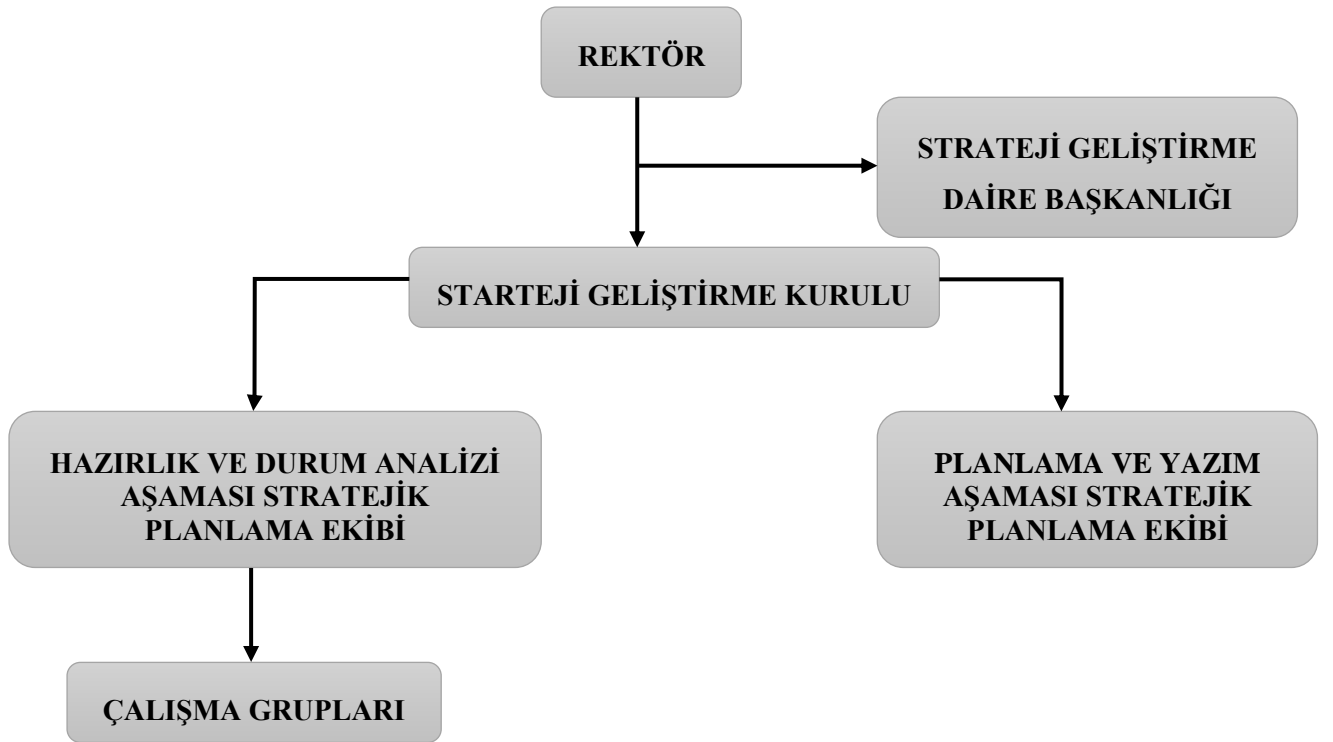 REKTÖR
STRATEJİ GELİŞTİRME
DAİRE BAŞKANLIĞI
STARTEJİ GELİŞTİRME KURULU
HAZIRLIK VE DURUM ANALİZİ
AŞAMASI STRATEJİK
PLANLAMA EKİBİ
PLANLAMA VE YAZIM
AŞAMASI STRATEJİK
PLANLAMA EKİBİ
ÇALIŞMA GRUPLARI